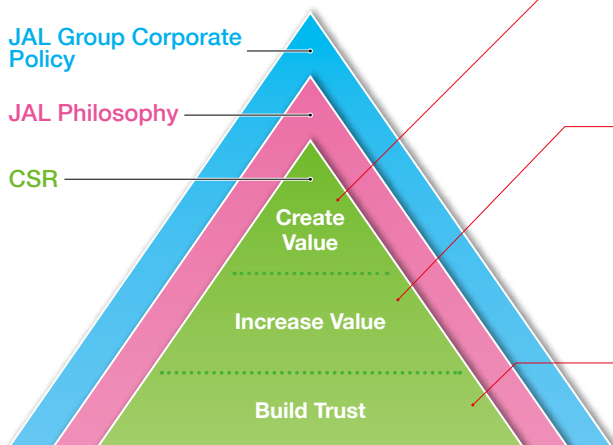 JAL Group Corporate
Policy
JAL Philosophy
CSR
Create
Value
Increase Value
Build Trust